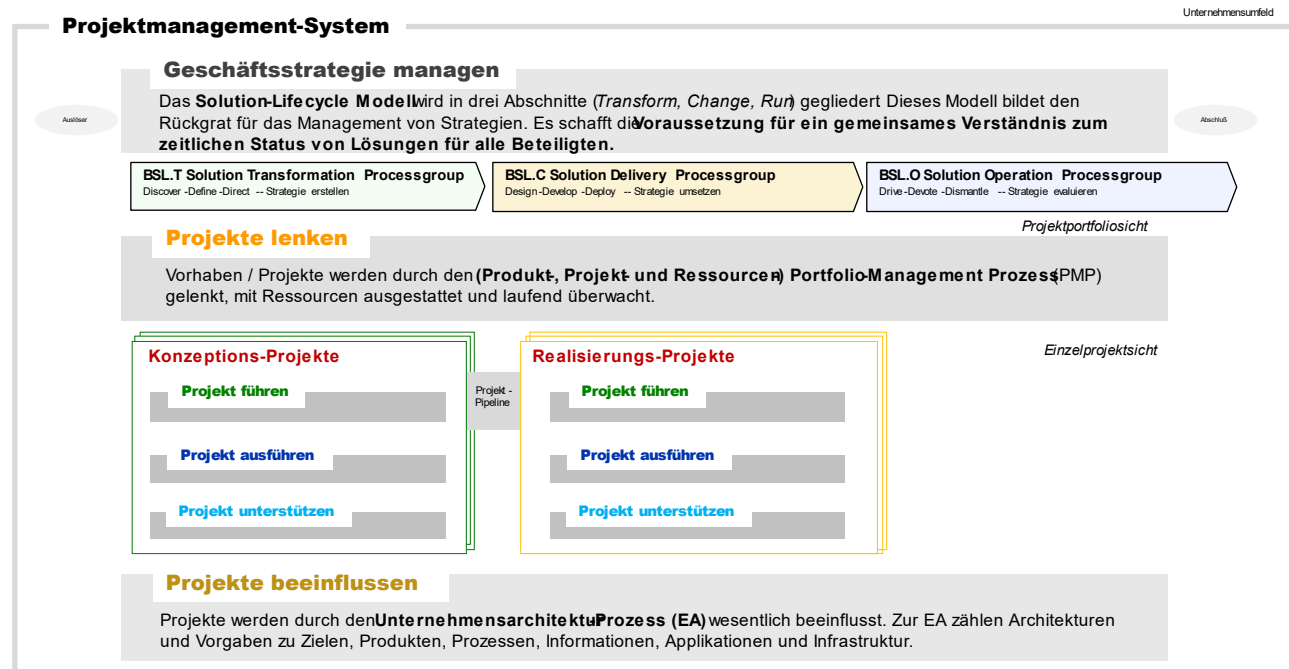 Unternehmensumfeld
Projektmanagement-System
Geschäftsstrategie managen
Das Solution-Lifecycle Modell wird in drei Abschnitte (Transform, Change, Run) gegliedert Dieses Modell bildet den
Rückgrat für das Management von Strategien. Es schafft die Voraussetzung für ein gemeinsames Verständnis zum
zeitlichen Status von Lösungen für alle Beteiligten.
Auslöser
Abschluß
BSL.T Solution Transformation Processgroup
Discover -Define -Direct -- Strategie erstellen
BSL.C Solution Delivery Processgroup
Design -Develop -Deploy -- Strategie umsetzen
BSL.O Solution Operation Processgroup
Drive -Devote -Dismantle -- Strategie evaluieren
Projektportfoliosicht
Projekte lenken
Vorhaben / Projekte werden durch den (Produkt-, Projekt- und Ressourcen-) Portfolio-Management Prozess (PMP)
gelenkt, mit Ressourcen ausgestattet und laufend überwacht.
Einzelprojektsicht
Konzeptions-Projekte
Projekt führen
Projekt ausführen
Projekt unterstützen
Projekt -
Pipeline
Realisierungs-Projekte
Projekt führen
Projekt ausführen
Projekt unterstützen
Projekte beeinflussen
Projekte werden durch den Unternehmensarchitektur-Prozess (EA) wesentlich beeinflusst. Zur EA zählen Architekturen
und Vorgaben zu Zielen, Produkten, Prozessen, Informationen, Applikationen und Infrastruktur.